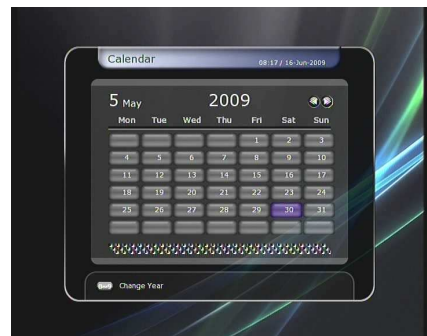 Calendar 08:17 / 16-Jun-2009
5 May 2009
Mon Tue Wed Thu Fri Sat Sun
1 2 3
4 5 6 7 8 9 10
11 12 13 14 15 16 17
18 19 20 21 22 23 24
25 26 27 28 29 30 31
Change Year